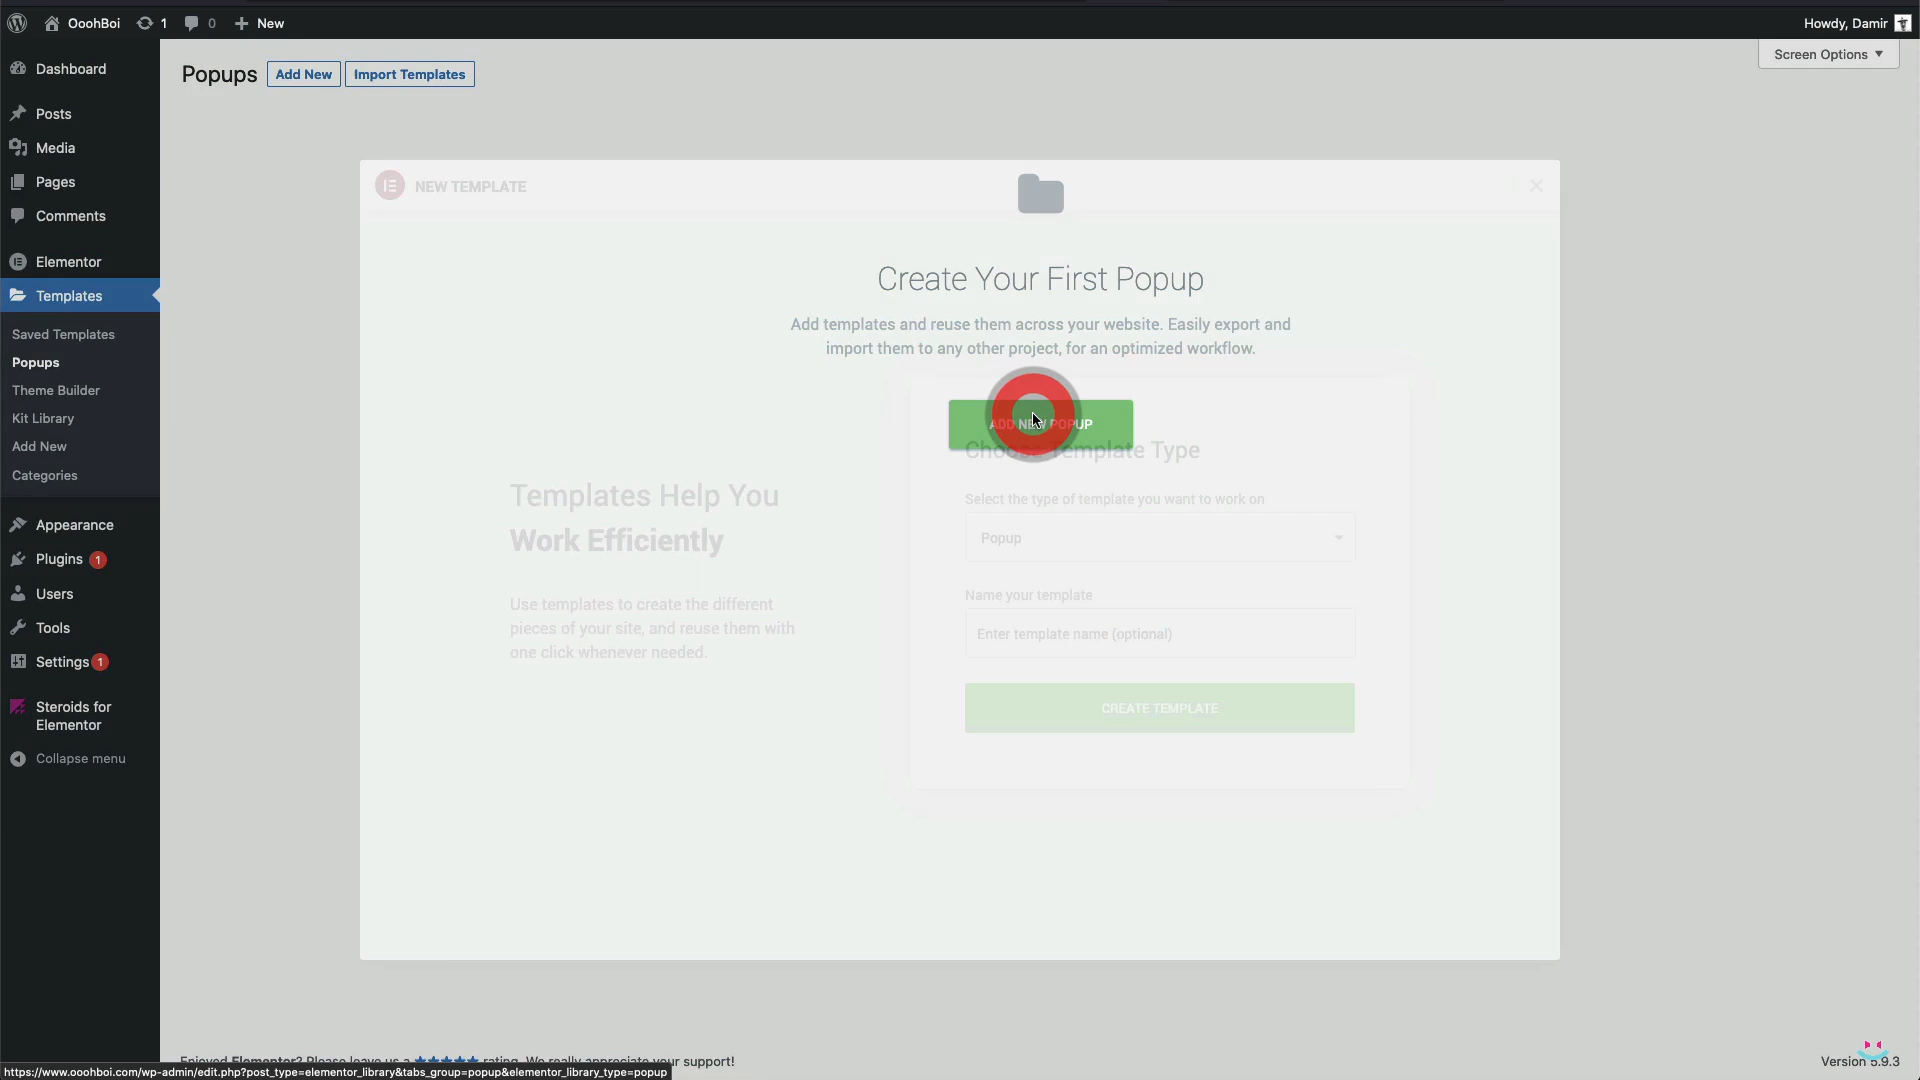 OoohBoi
1
0
New
Howdy, Damir
Screen Options
Dashboard
Posts
Media
Pages
Comments
Elementor
Templates
Saved Templates
Popups
Theme Builder
Kit Library
Add New
Categories
Appearance
Plugins 1
Users
Tools
Settings 1
Steroids for
Elementor
Collapse menu
Popups
Add New
Import Templates
NEW TEMPLATE
Create Your First Popup
Add templates and reuse them across your website. Easily export and
import them to any other project, for an optimized workflow.
ADD NEW POPUP
Choose Template Type
Templates Help You
Work Efficiently
Use templates to create the different
pieces of your site, and reuse them with
one click whenever needed.
Select the type of template you want to work on
Popup
Name your template
Enter template name (optional)
CREATE TEMPLATE
Enjoyed Elementor? Please leave us a ★★★★★ rating. We really appreciate your support!
Version 5.9.3
https://www.ooohboi.com/wp-admin/edit.php?post_type=elementor_library&tabs_group=popup&elementor_library_type=popup